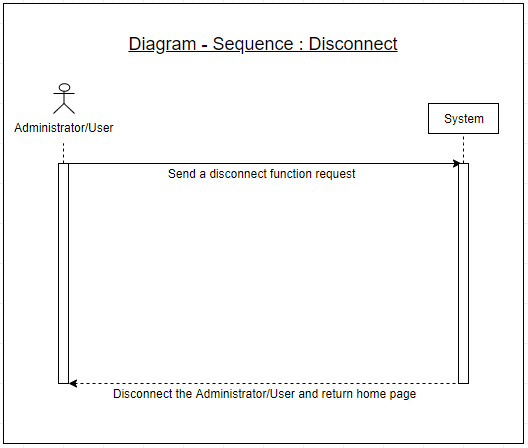 Diagram - Sequence : Disconnect
Administrator/User
System
Send a disconnect function request
Disconnect the Administrator/User and return home page